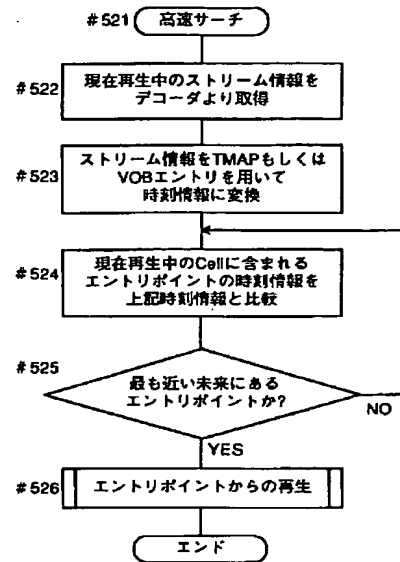 #521 高速サーチ
#522 現在再生中のストリーム情報を
デコーダより取得
#523 ストリーム情報をTMAPもしくは
VOBエントリを用いて
時刻情報に変換
#524 現在再生中のCellに含まれる
エントリポイントの時刻情報を
上記時刻情報と比較
#525
最も近い未来にある
エントリポイントか?
NO
YES
#526 エントリポイントからの再生
エンド